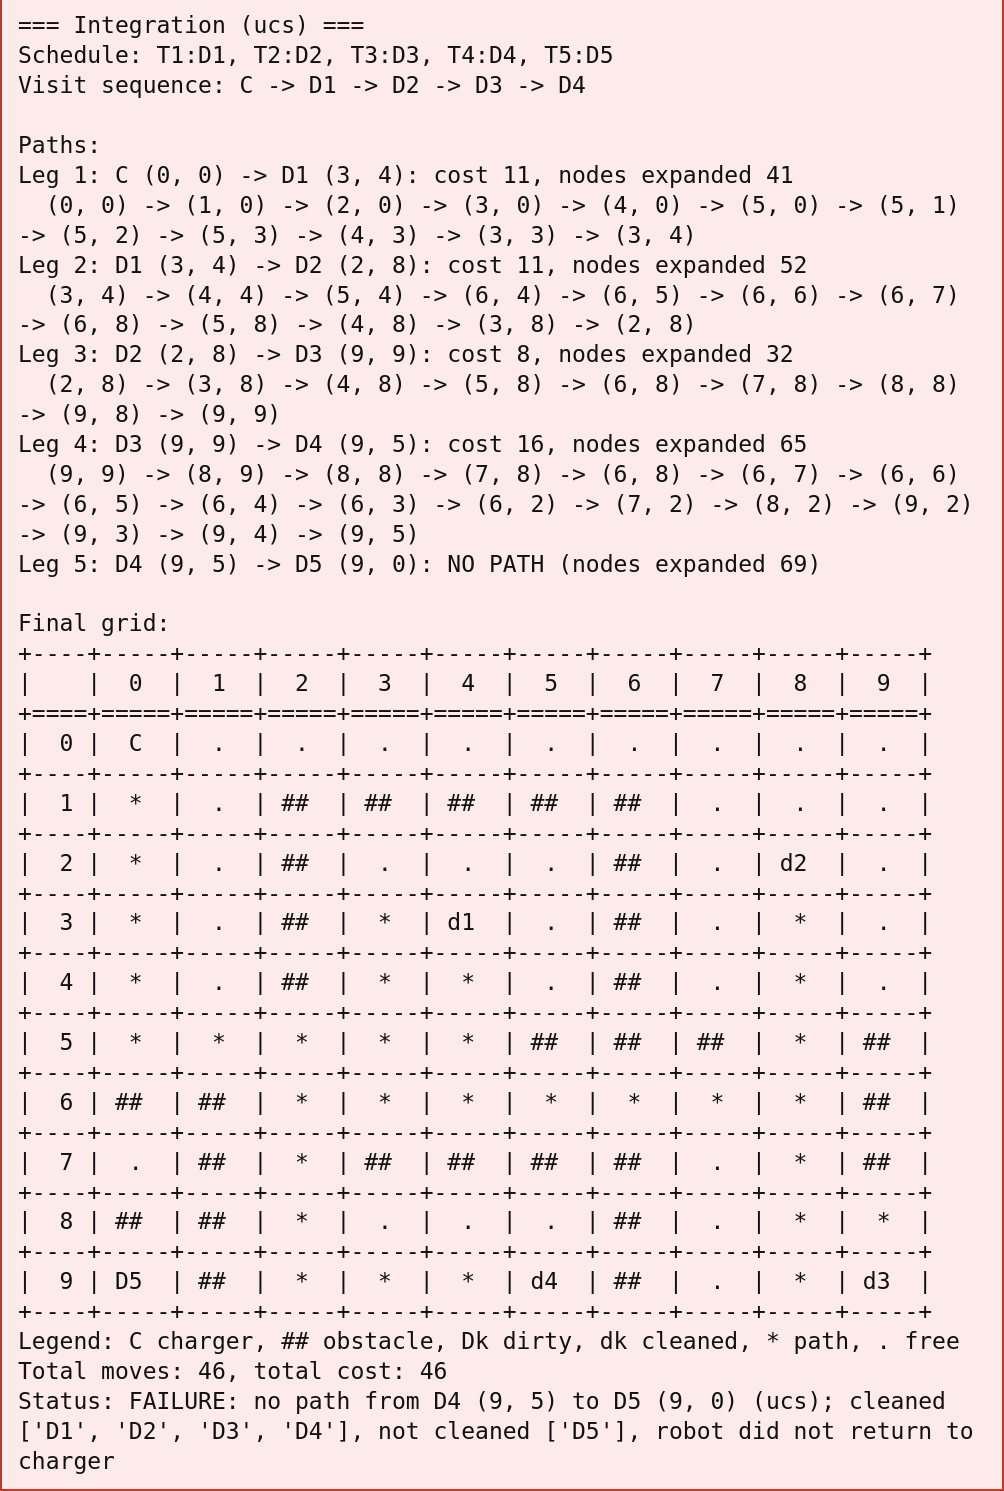 === Integration (ucs) ===
Schedule: T1:D1, T2:D2, T3:D3, T4:D4, T5:D5
Visit sequence: C -> D1 -> D2 -> D3 -> D4

Paths:
Leg 1: C (0, 0) -> D1 (3, 4): cost 11, nodes expanded 41
  (0, 0) -> (1, 0) -> (2, 0) -> (3, 0) -> (4, 0) -> (5, 0) -> (5, 1)
-> (5, 2) -> (5, 3) -> (4, 3) -> (3, 3) -> (3, 4)
Leg 2: D1 (3, 4) -> D2 (2, 8): cost 11, nodes expanded 52
  (3, 4) -> (4, 4) -> (5, 4) -> (6, 4) -> (6, 5) -> (6, 6) -> (6, 7)
-> (6, 8) -> (5, 8) -> (4, 8) -> (3, 8) -> (2, 8)
Leg 3: D2 (2, 8) -> D3 (9, 9): cost 8, nodes expanded 32
  (2, 8) -> (3, 8) -> (4, 8) -> (5, 8) -> (6, 8) -> (7, 8) -> (8, 8)
-> (9, 8) -> (9, 9)
Leg 4: D3 (9, 9) -> D4 (9, 5): cost 16, nodes expanded 65
  (9, 9) -> (8, 9) -> (8, 8) -> (7, 8) -> (6, 8) -> (6, 7) -> (6, 6)
-> (6, 5) -> (6, 4) -> (6, 3) -> (6, 2) -> (7, 2) -> (8, 2) -> (9, 2)
-> (9, 3) -> (9, 4) -> (9, 5)
Leg 5: D4 (9, 5) -> D5 (9, 0): NO PATH (nodes expanded 69)

Final grid:
+----+-----+-----+-----+-----+-----+-----+-----+-----+-----+-----+
|    |  0  |  1  |  2  |  3  |  4  |  5  |  6  |  7  |  8  |  9  |
+====+=====+=====+=====+=====+=====+=====+=====+=====+=====+=====+
|  0 |  C  |  .  |  .  |  .  |  .  |  .  |  .  |  .  |  .  |  .  |
+----+-----+-----+-----+-----+-----+-----+-----+-----+-----+-----+
|  1 |  *  |  .  | ##  | ##  | ##  | ##  | ##  |  .  |  .  |  .  |
+----+-----+-----+-----+-----+-----+-----+-----+-----+-----+-----+
|  2 |  *  |  .  | ##  |  .  |  .  |  .  | ##  |  .  | d2  |  .  |
+----+-----+-----+-----+-----+-----+-----+-----+-----+-----+-----+
|  3 |  *  |  .  | ##  |  *  | d1  |  .  | ##  |  .  |  *  |  .  |
+----+-----+-----+-----+-----+-----+-----+-----+-----+-----+-----+
|  4 |  *  |  .  | ##  |  *  |  *  |  .  | ##  |  .  |  *  |  .  |
+----+-----+-----+-----+-----+-----+-----+-----+-----+-----+-----+
|  5 |  *  |  *  |  *  |  *  |  *  | ##  | ##  | ##  |  *  | ##  |
+----+-----+-----+-----+-----+-----+-----+-----+-----+-----+-----+
|  6 | ##  | ##  |  *  |  *  |  *  |  *  |  *  |  *  |  *  | ##  |
+----+-----+-----+-----+-----+-----+-----+-----+-----+-----+-----+
|  7 |  .  | ##  |  *  | ##  | ##  | ##  | ##  |  .  |  *  | ##  |
+----+-----+-----+-----+-----+-----+-----+-----+-----+-----+-----+
|  8 | ##  | ##  |  *  |  .  |  .  |  .  | ##  |  .  |  *  |  *  |
+----+-----+-----+-----+-----+-----+-----+-----+-----+-----+-----+
|  9 | D5  | ##  |  *  |  *  |  *  | d4  | ##  |  .  |  *  | d3  |
+----+-----+-----+-----+-----+-----+-----+-----+-----+-----+-----+
Legend: C charger, ## obstacle, Dk dirty, dk cleaned, * path, . free
Total moves: 46, total cost: 46
Status: FAILURE: no path from D4 (9, 5) to D5 (9, 0) (ucs); cleaned
['D1', 'D2', 'D3', 'D4'], not cleaned ['D5'], robot did not return to
charger